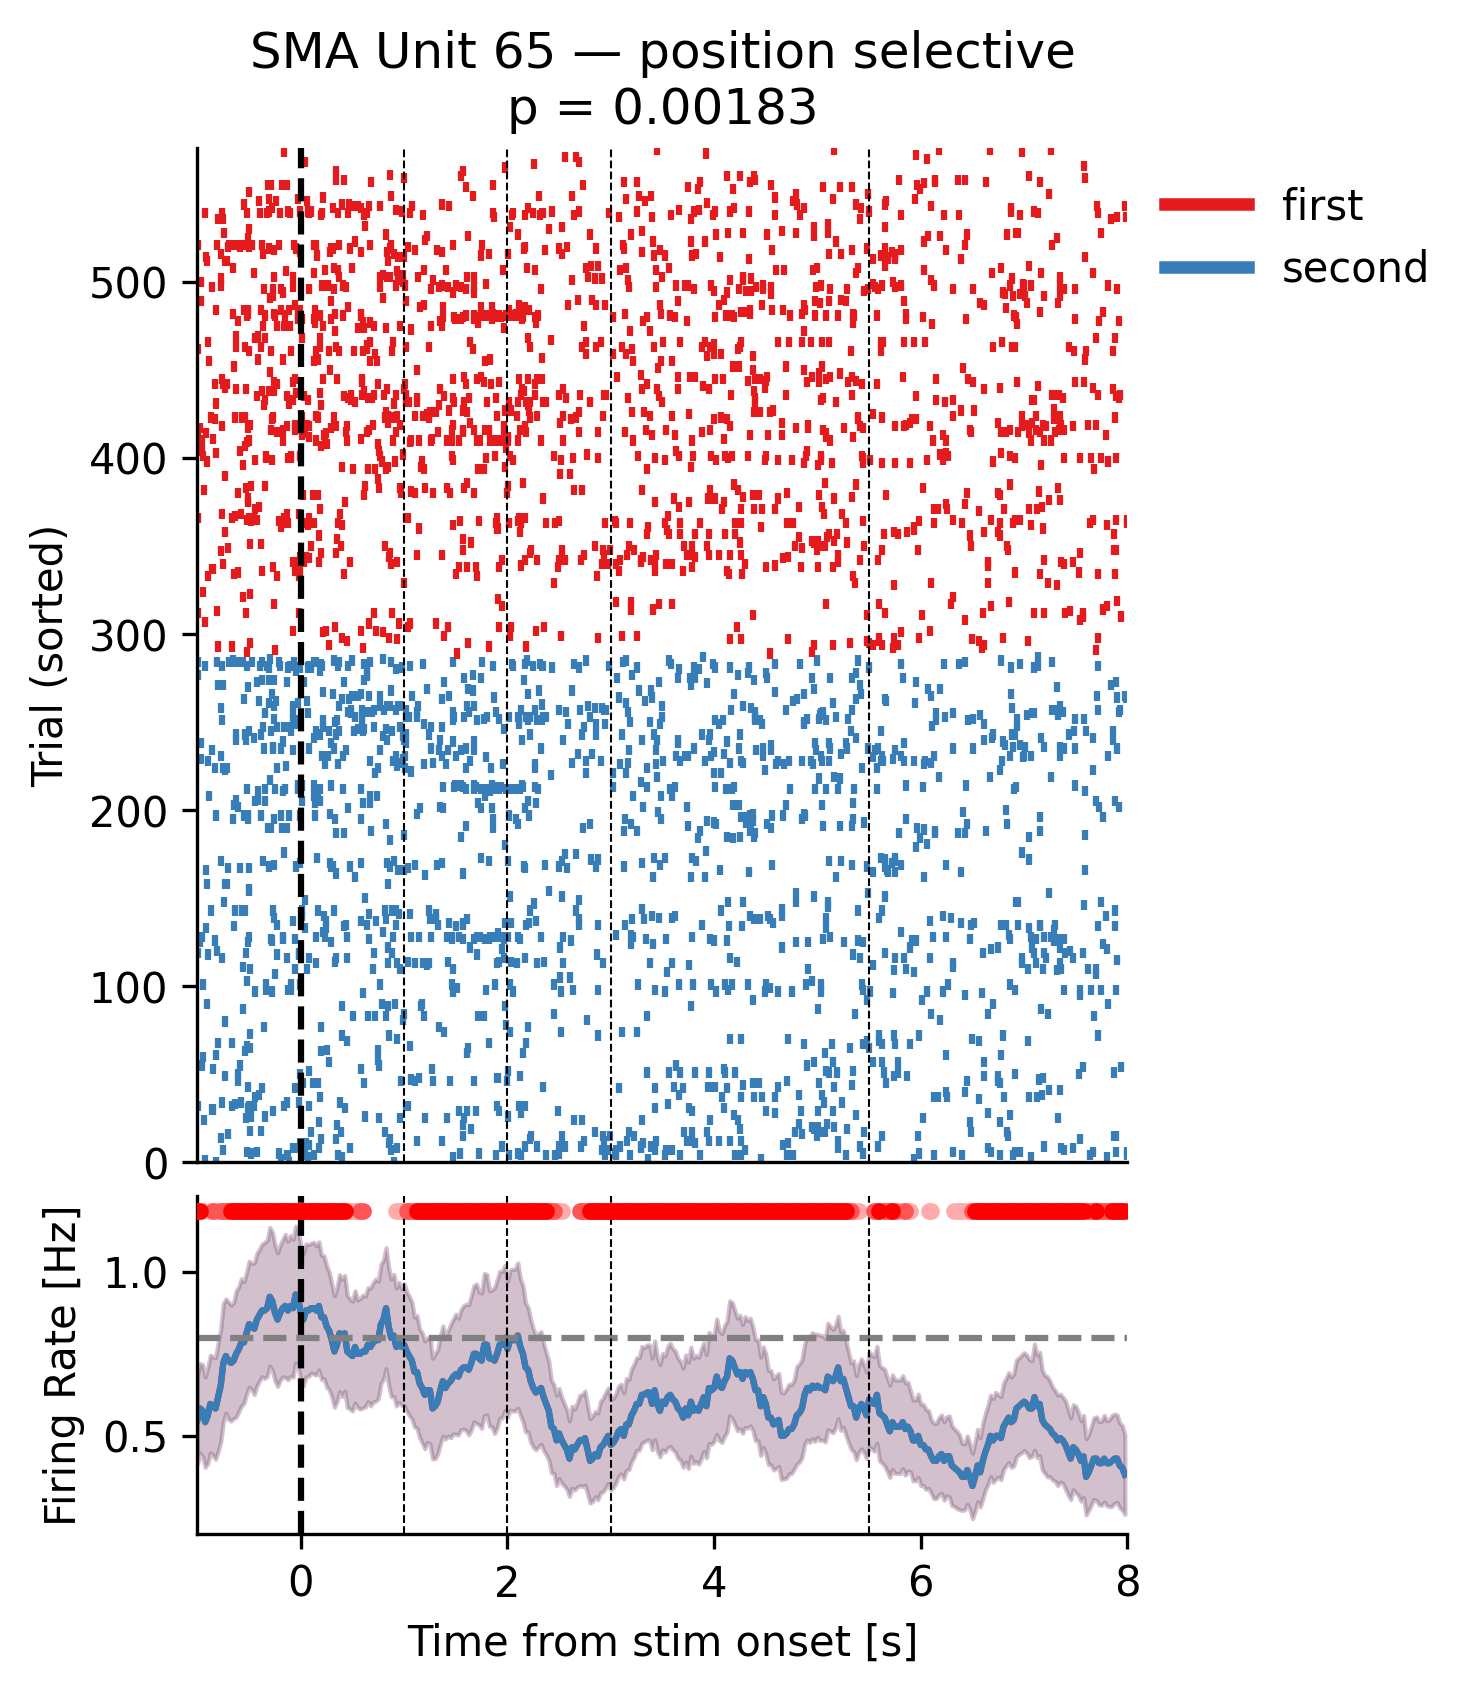 SMA Unit 65 — position selective
p = 0.00183
first
second
Trial (sorted)
500
400
300
200
100
0
Firing Rate [Hz]
1.0
0.5
0
2
4
6
8
Time from stim onset [s]